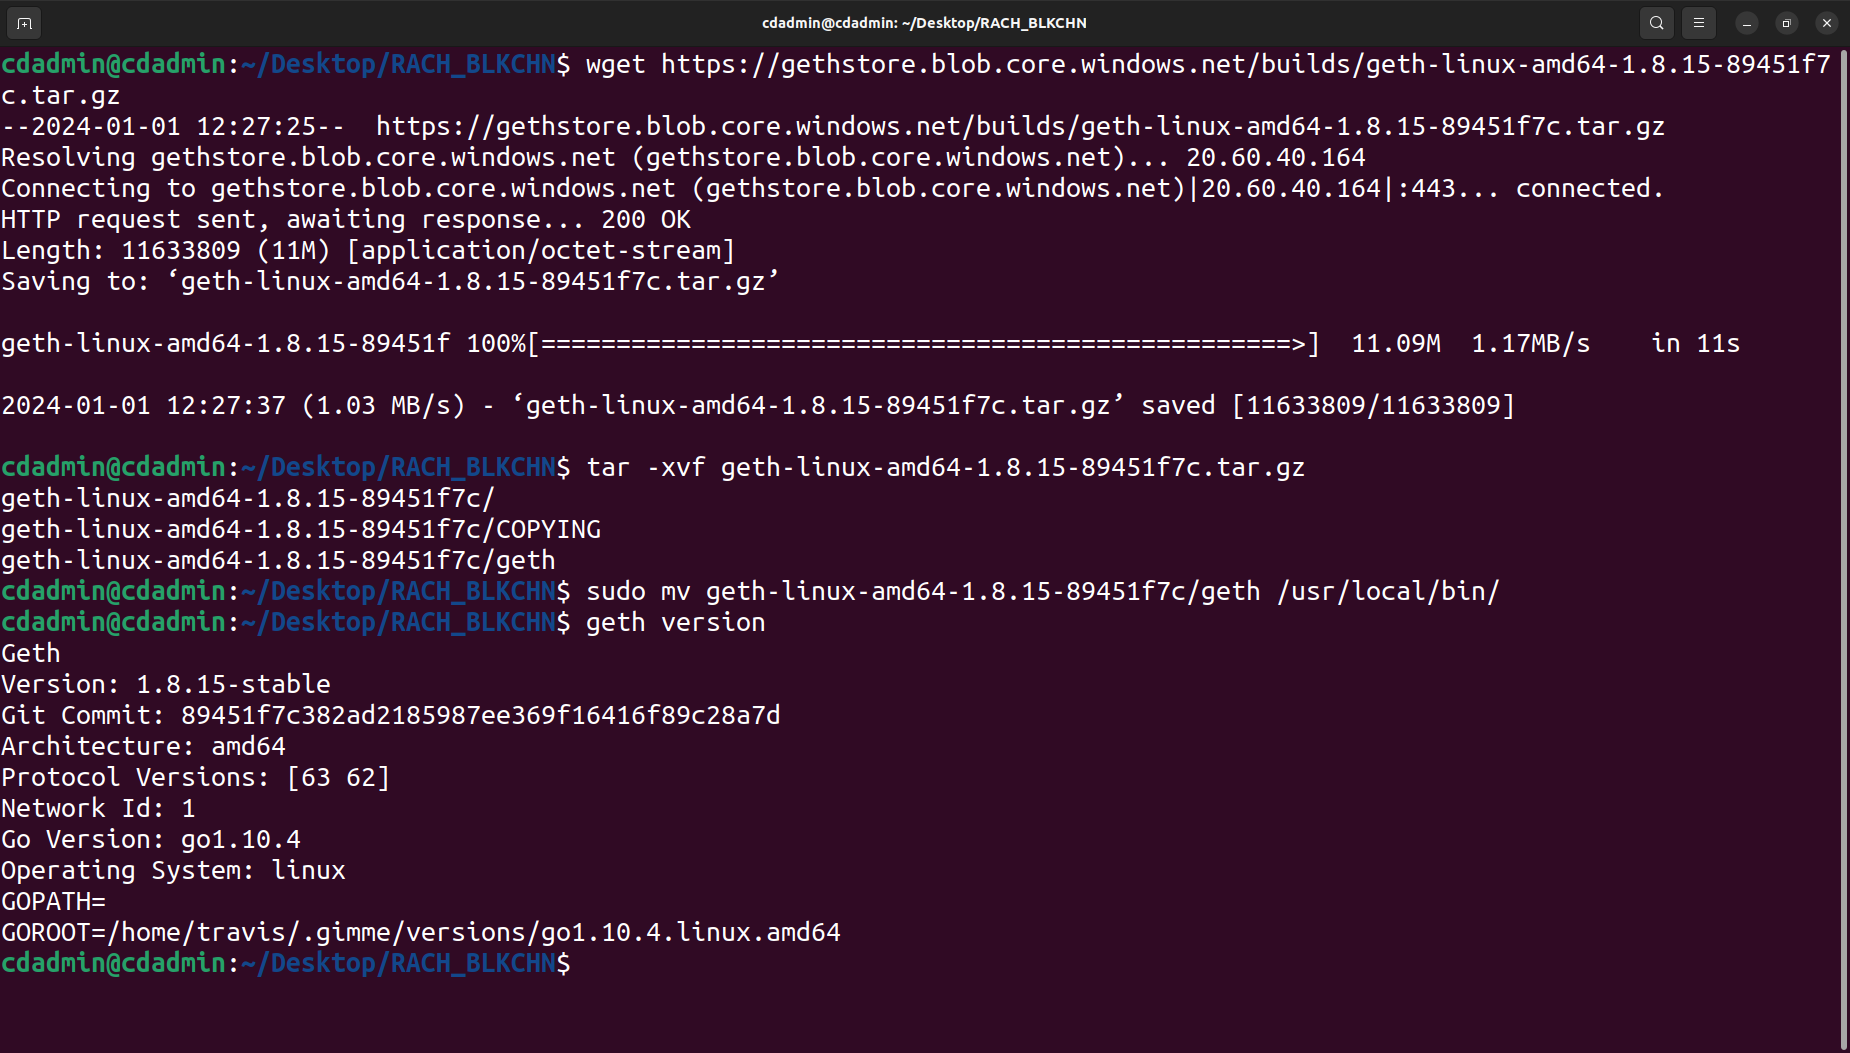 cdadmin@cdadmin: ~/Desktop/RACH_BLKCHN
cdadmin@cdadmin:~/Desktop/RACH_BLKCHN$ wget https://gethstore.blob.core.windows.net/builds/geth-linux-amd64-1.8.15-89451f7
c.tar.gz
--2024-01-01 12:27:25--  https://gethstore.blob.core.windows.net/builds/geth-linux-amd64-1.8.15-89451f7c.tar.gz
Resolving gethstore.blob.core.windows.net (gethstore.blob.core.windows.net)... 20.60.40.164
Connecting to gethstore.blob.core.windows.net (gethstore.blob.core.windows.net)|20.60.40.164|:443... connected.
HTTP request sent, awaiting response... 200 OK
Length: 11633809 (11M) [application/octet-stream]
Saving to: ‘geth-linux-amd64-1.8.15-89451f7c.tar.gz’
geth-linux-amd64-1.8.15-89451f 100%[==================================================>]  11.09M  1.17MB/s    in 11s
2024-01-01 12:27:37 (1.03 MB/s) - ‘geth-linux-amd64-1.8.15-89451f7c.tar.gz’ saved [11633809/11633809]
cdadmin@cdadmin:~/Desktop/RACH_BLKCHN$ tar -xvf geth-linux-amd64-1.8.15-89451f7c.tar.gz
geth-linux-amd64-1.8.15-89451f7c/
geth-linux-amd64-1.8.15-89451f7c/COPYING
geth-linux-amd64-1.8.15-89451f7c/geth
cdadmin@cdadmin:~/Desktop/RACH_BLKCHN$ sudo mv geth-linux-amd64-1.8.15-89451f7c/geth /usr/local/bin/
cdadmin@cdadmin:~/Desktop/RACH_BLKCHN$ geth version
Geth
Version: 1.8.15-stable
Git Commit: 89451f7c382ad2185987ee369f16416f89c28a7d
Architecture: amd64
Protocol Versions: [63 62]
Network Id: 1
Go Version: go1.10.4
Operating System: linux
GOPATH=
GOROOT=/home/travis/.gimme/versions/go1.10.4.linux.amd64
cdadmin@cdadmin:~/Desktop/RACH_BLKCHN$